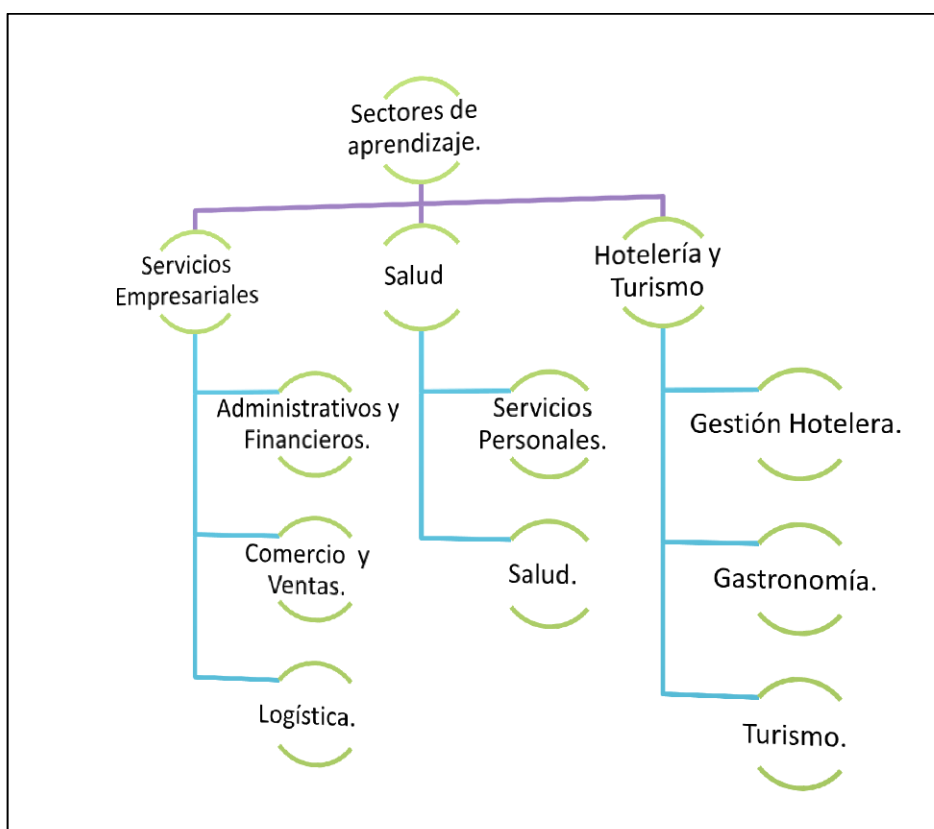 Sectores de
aprendizaje.
Servicios
Empresariales
Salud
Hotelería y
Turismo
Administrativos y
Financieros.
Comercio y
Ventas.
Logística.
Servicios
Personales.
Salud.
Gestión Hotelera.
Gastronomía.
Turismo.